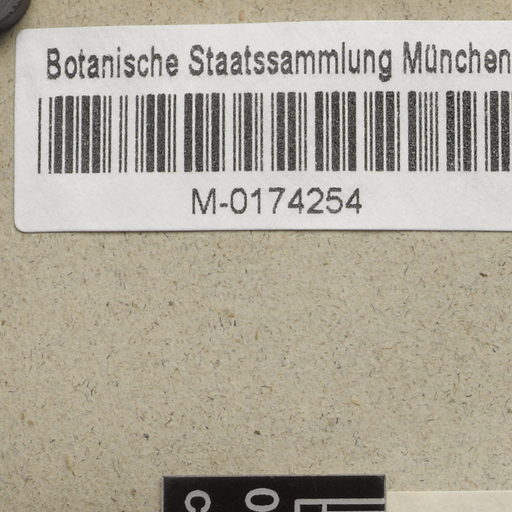 Botanische Staatssammlung München
M-0174254